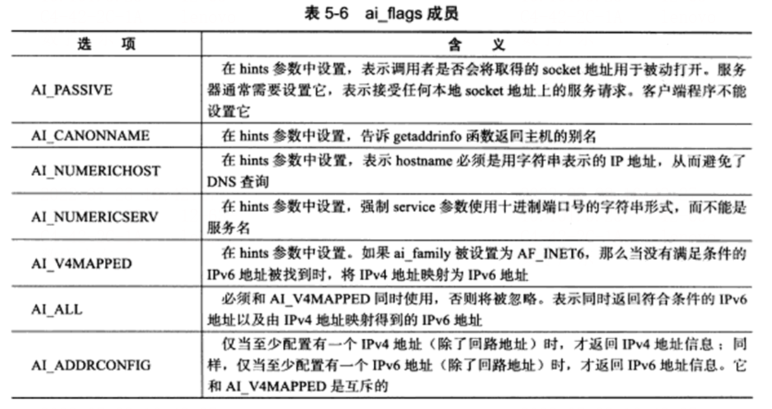 表 5-6 ai_flags 成员
选 项 含 义
AI_PASSIVE
在 hints 参数中设置，表示调用者是否会将取得的 socket 地址用于被动打开。服务
器通常需要设置它，表示接受任何本地 socket 地址上的服务请求。客户端程序不能
设置它
AI_CANONNAME 在 hints 参数中设置，告诉 getaddrinfo 函数返回主机的别名
AI_NUMERICHOST
在 hints 参数中设置，表示 hostname 必须是用字符串表示的 IP 地址，从而避免了
DNS 查询
AI_NUMERICSERV
在 hints 参数中设置，强制 service 参数使用十进制端口号的字符串形式，而不能是
服务名
AI_V4MAPPED
在 hints 参数中设置。如果 ai_family 被设置为 AF_INET6，那么当没有满足条件的
IPv6 地址被找到时，将 IPv4 地址映射为 IPv6 地址
AI_ALL
必须和 AI_V4MAPPED 同时使用，否则将被忽略。表示同时返回符合条件的 IPv6
地址以及由 IPv4 地址映射得到的 IPv6 地址
AI_ADDRCONFIG
仅当至少配置有一个 IPv4 地址（除了回路地址）时，才返回 IPv4 地址信息；同
样，仅当至少配置有一个 IPv6 地址（除了回路地址）时，才返回 IPv6 地址信息。它
和 AI_V4MAPPED 是互斥的